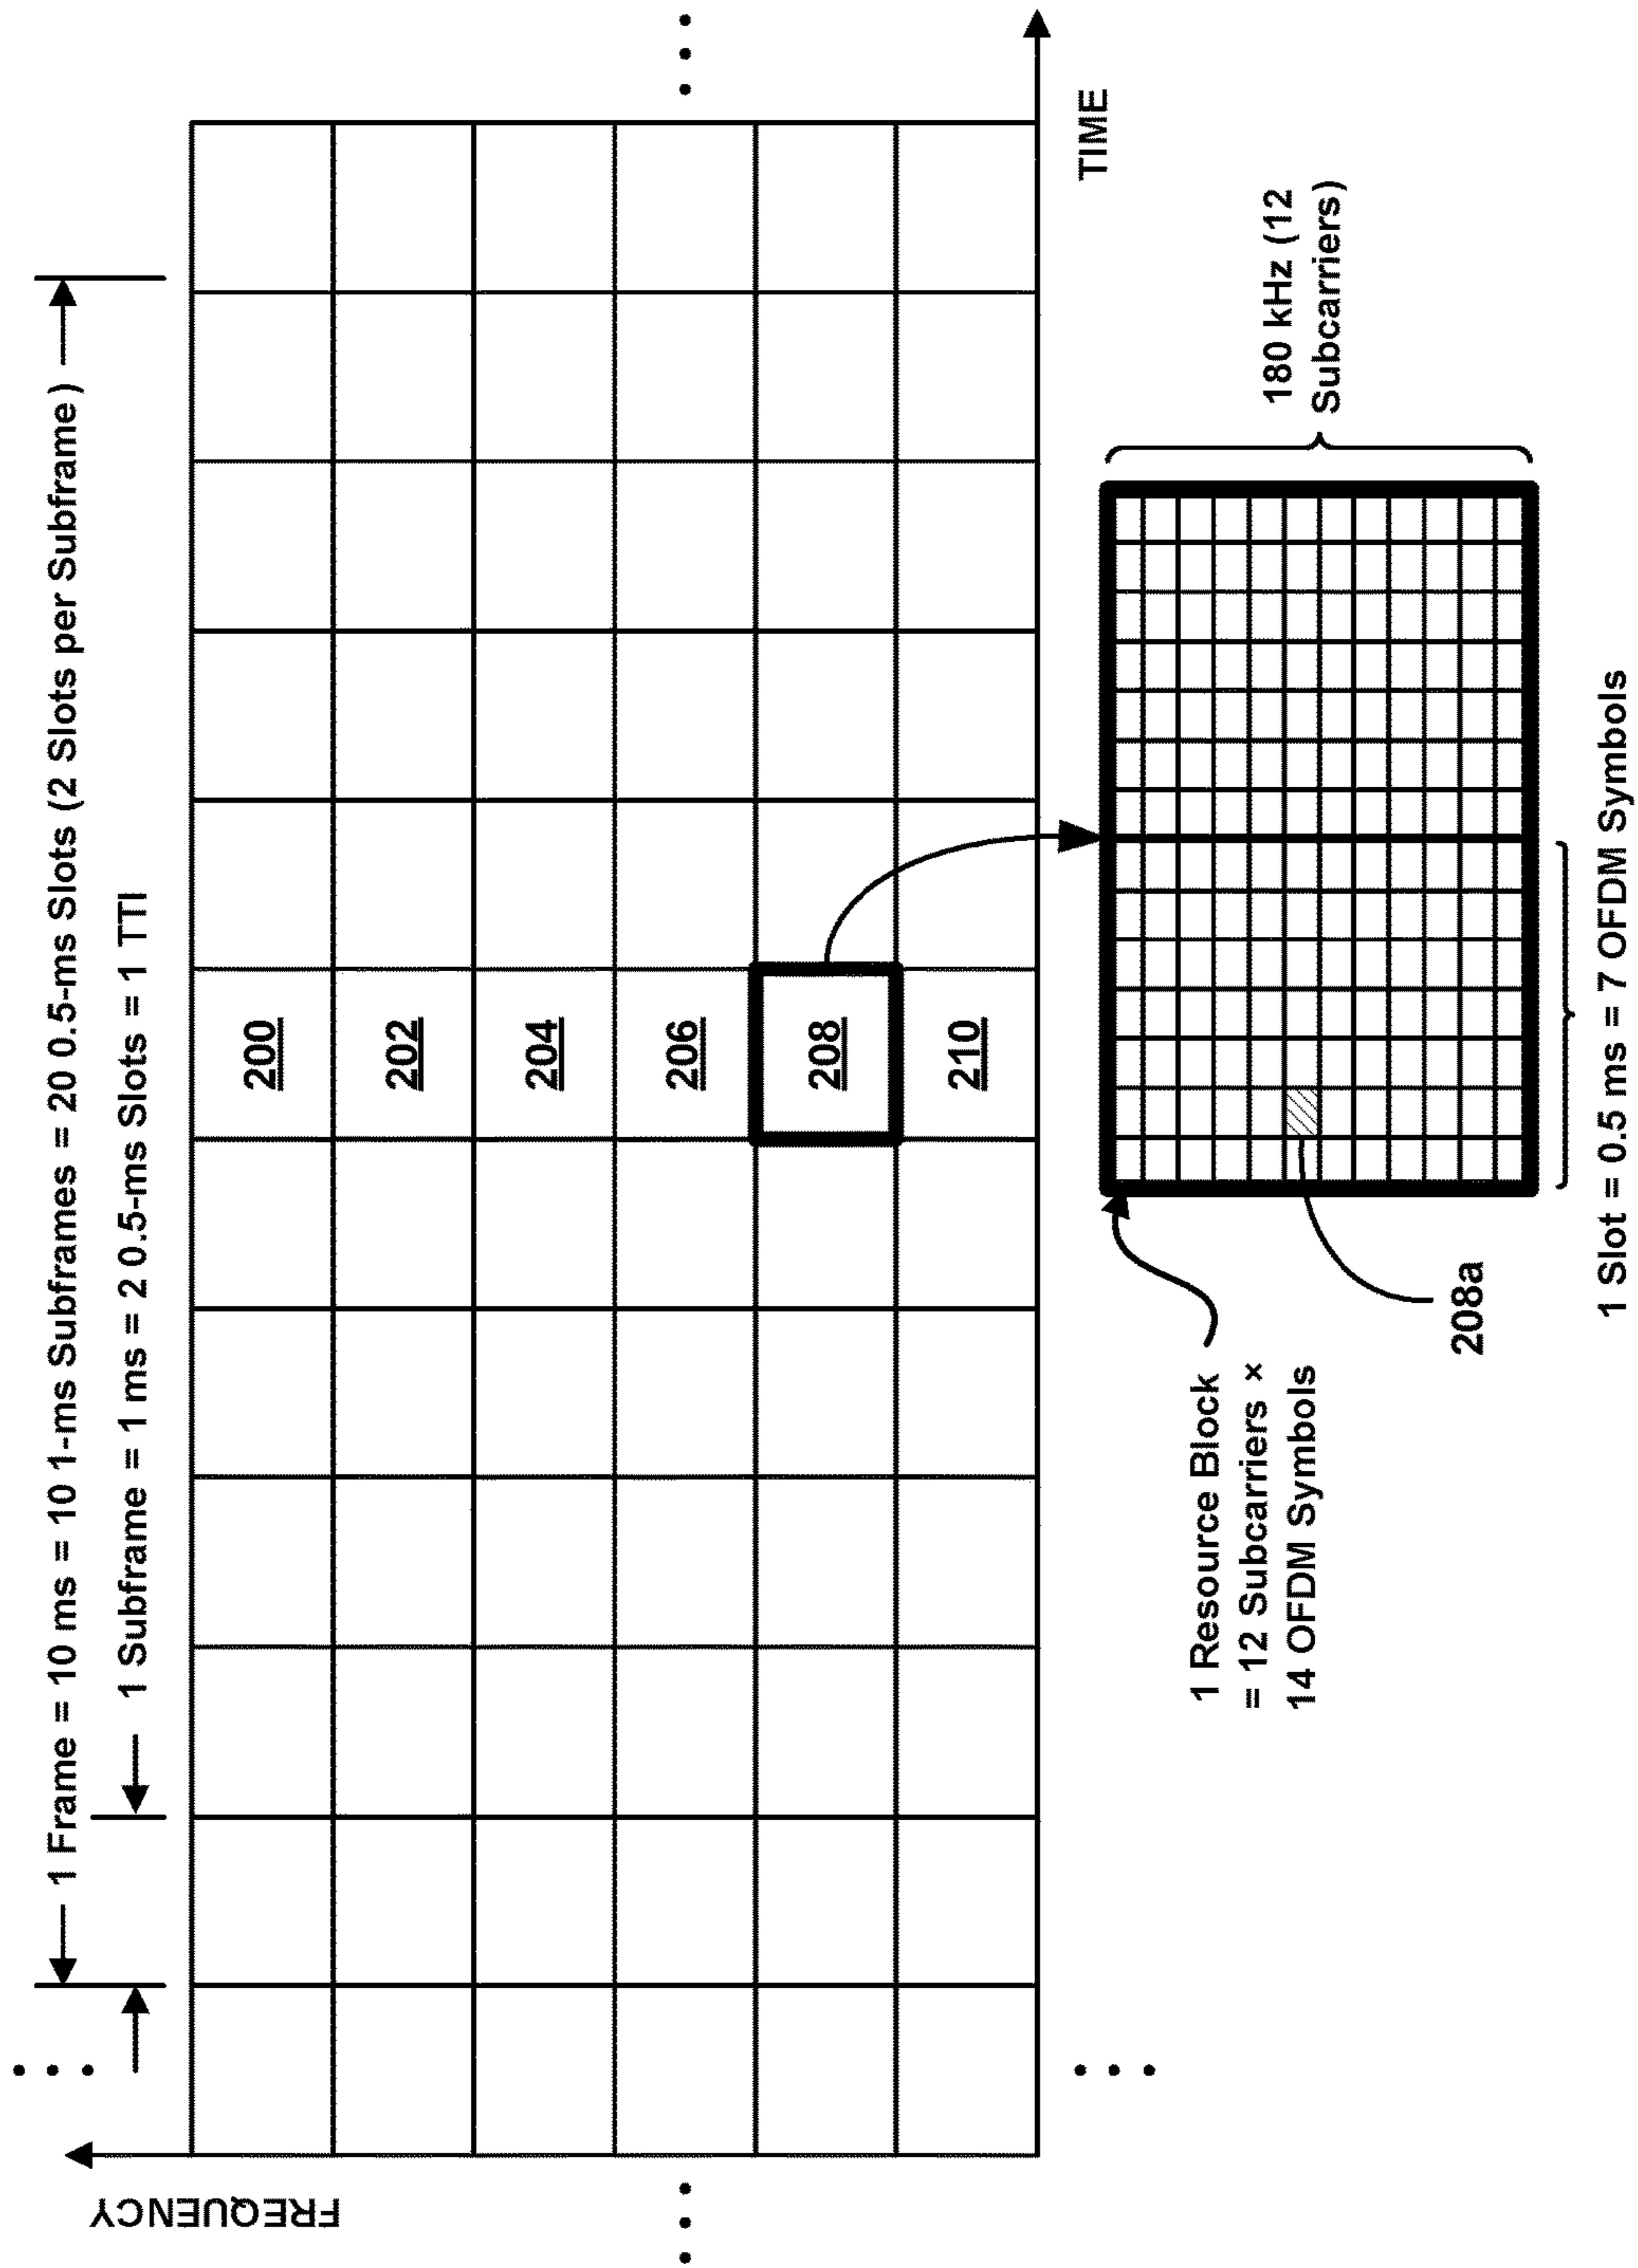 1 Frame = 10 ms = 10 1-ms Subframes = 20 0.5-ms Slots (2 Slots per Subframe)
1 Subframe = 1 ms = 2 0.5-ms Slots = 1 TTI
FREQUENCY
200
202
204
206
208
210
TIME
1 Resource Block
= 12 Subcarriers ×
14 OFDM Symbols
180 kHz (12
Subcarriers)
208a
1 Slot = 0.5 ms = 7 OFDM Symbols